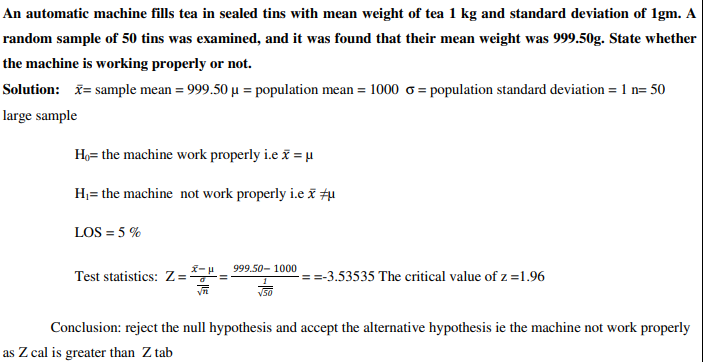 An automatic machine fills tea in sealed tins with mean weight of tea 1 kg and standard deviation of 1gm. A
random sample of 50 tins was examined, and it was found that their mean weight was 999.50g. State whether
the machine is working properly or not.
Solution: x̄= sample mean = 999.50 μ = population mean = 1000 σ = population standard deviation = 1 n= 50
large sample
H₀= the machine work properly i.e x̄ = μ
H₁= the machine not work properly i.e x̄ ≠μ
LOS = 5 %
Test statistics: Z = (x̄− μ)/(σ/√n) = (999.50− 1000)/(1/√50) = =-3.53535 The critical value of z =1.96
Conclusion: reject the null hypothesis and accept the alternative hypothesis ie the machine not work properly
as Z cal is greater than Z tab